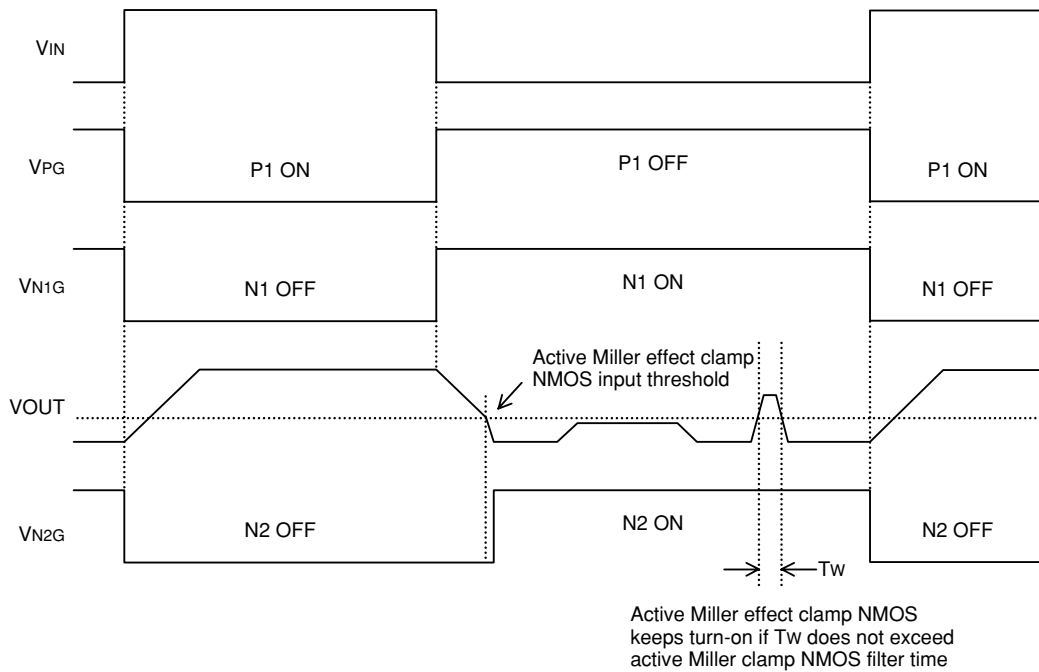 VIN
VPG
P1 ON
P1 OFF
P1 ON
VN1G
N1 OFF
N1 ON
N1 OFF
Active Miller effect clamp
NMOS input threshold
VOUT
VN2G
N2 OFF
N2 ON
N2 OFF
TW
Active Miller effect clamp NMOS
keeps turn-on if TW does not exceed
active Miller clamp NMOS filter time